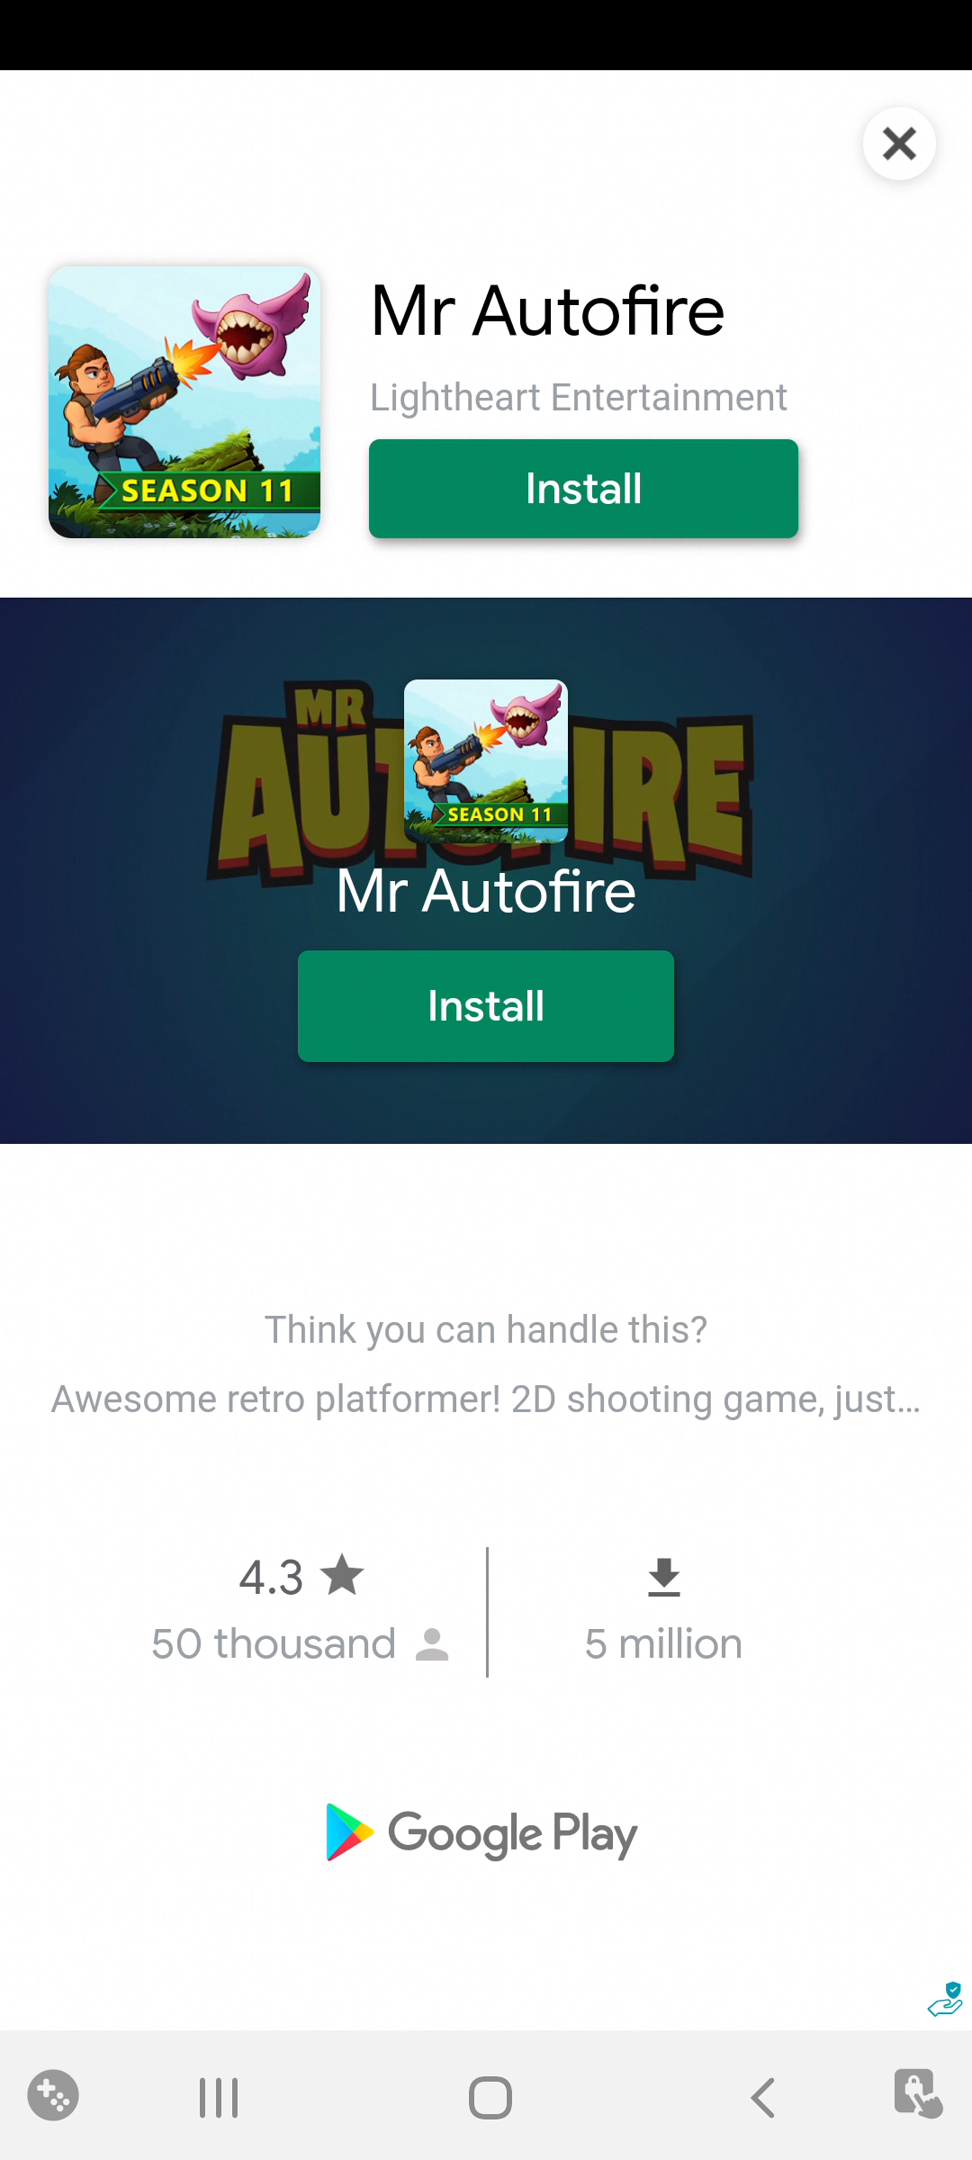 Mr Autofire
Lightheart Entertainment
Install
SEASON 11
MR
SEASON 11
Mr Autofire
Install
Think you can handle this?
Awesome retro platformer! 2D shooting game, just...
4.3
50 thousand
5 million
Google Play